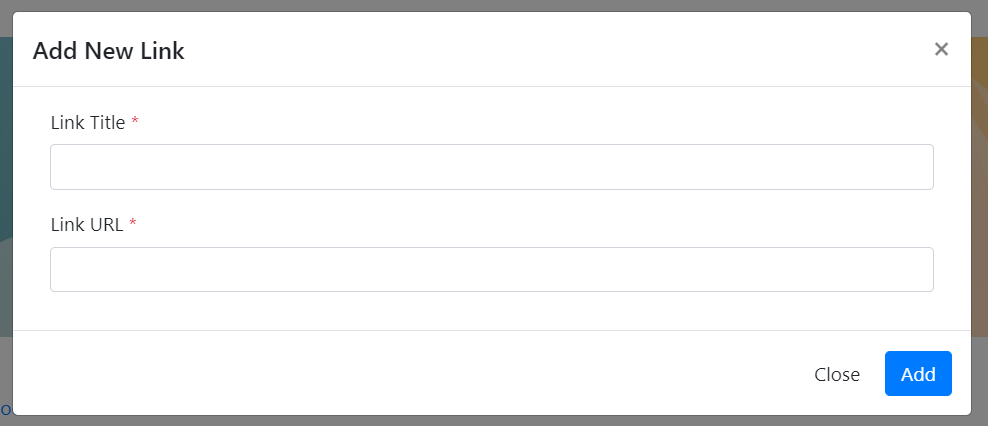 Add New Link
×
Link Title *
Link URL *
Close
Add